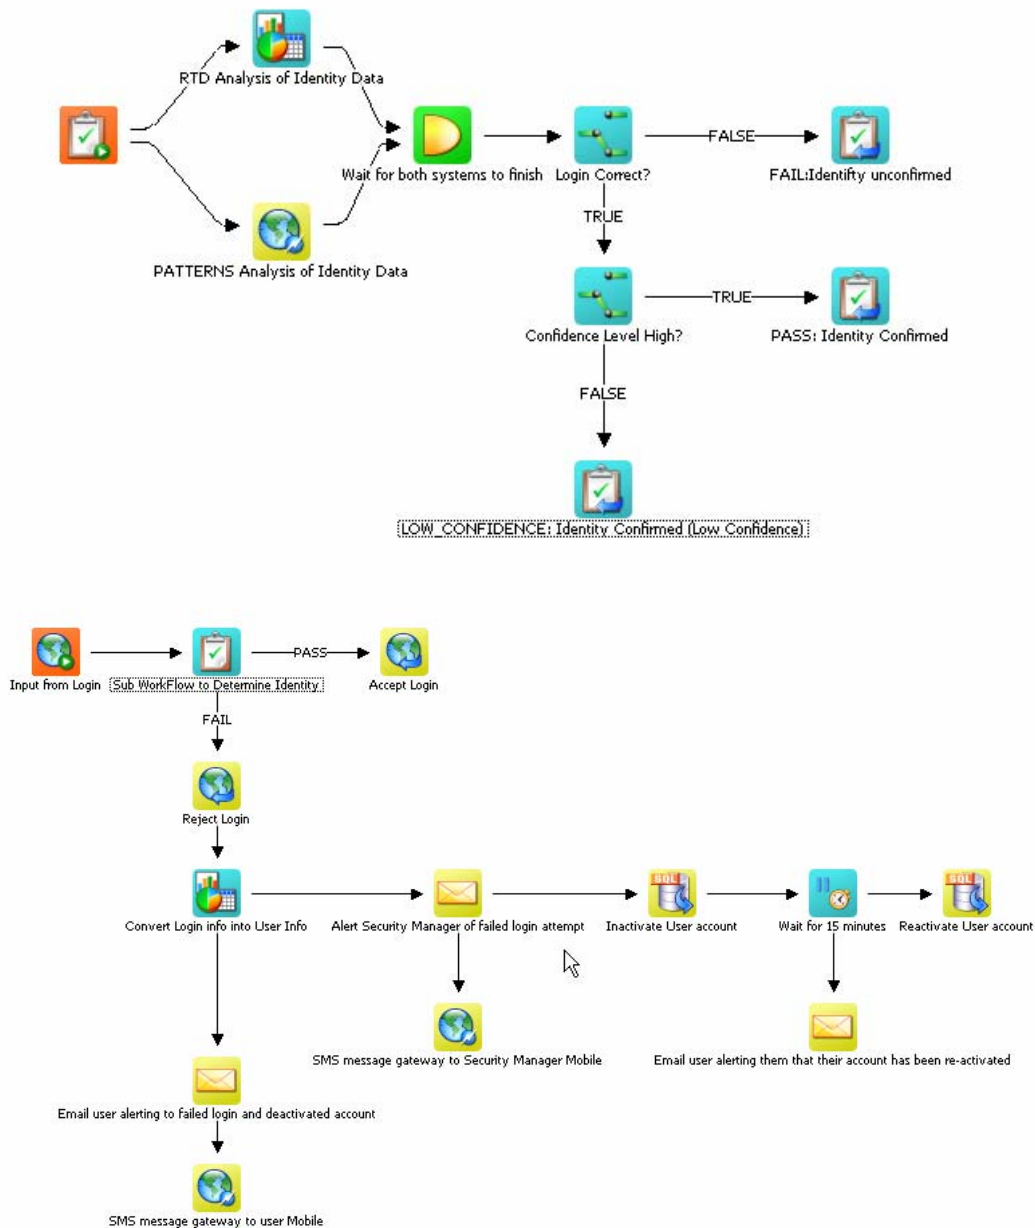 RTD Analysis of Identity Data
Wait for both systems to finish
Login Correct?
FALSE
FAIL:Identifty unconfirmed
TRUE
PATTERNS Analysis of Identity Data
Confidence Level High?
TRUE
PASS: Identity Confirmed
FALSE
LOW_CONFIDENCE: Identity Confirmed (Low Confidence)
Input from Login
Sub WorkFlow to Determine Identity
PASS
Accept Login
FAIL
Reject Login
SQL
SQL
Convert Login info into User Info
Alert Security Manager of failed login attempt
Inactivate User account
Wait for 15 minutes
Reactivate User account
SMS message gateway to Security Manager Mobile
Email user alerting them that their account has been re-activated
Email user alerting to failed login and deactivated account
SMS message gateway to user Mobile